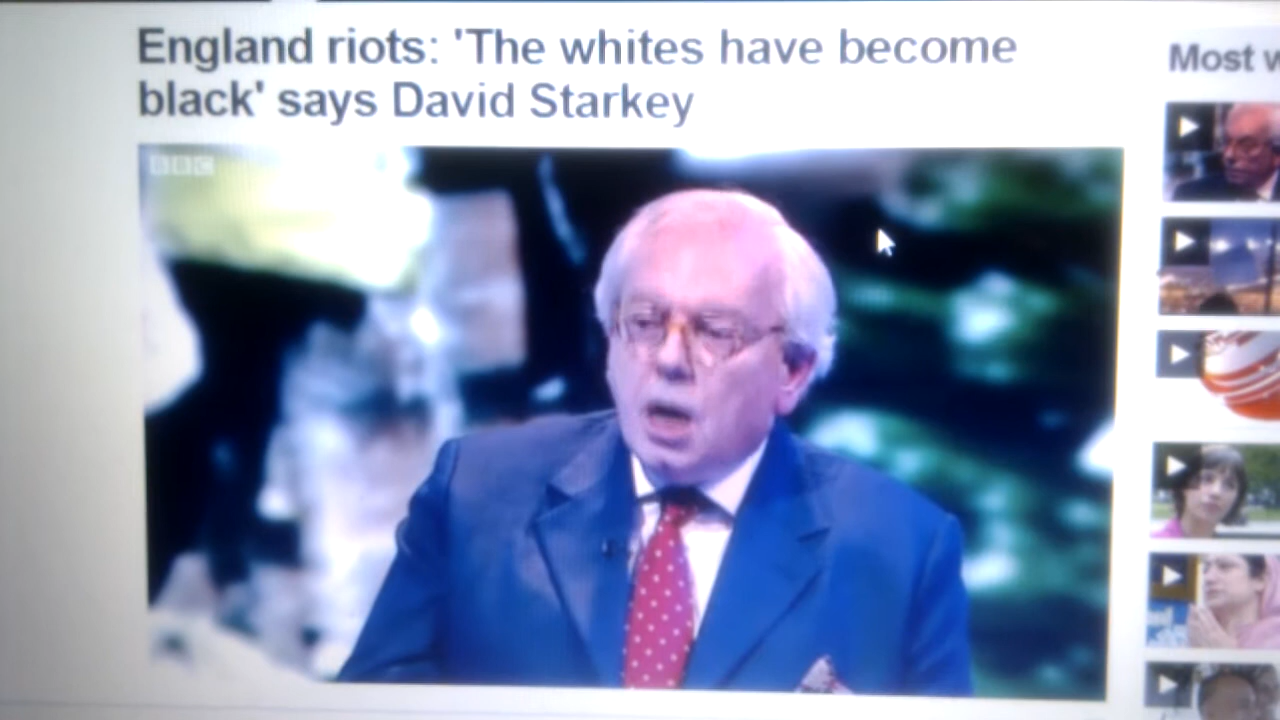 England riots: 'The whites have become
black' says David Starkey
Most
BBC